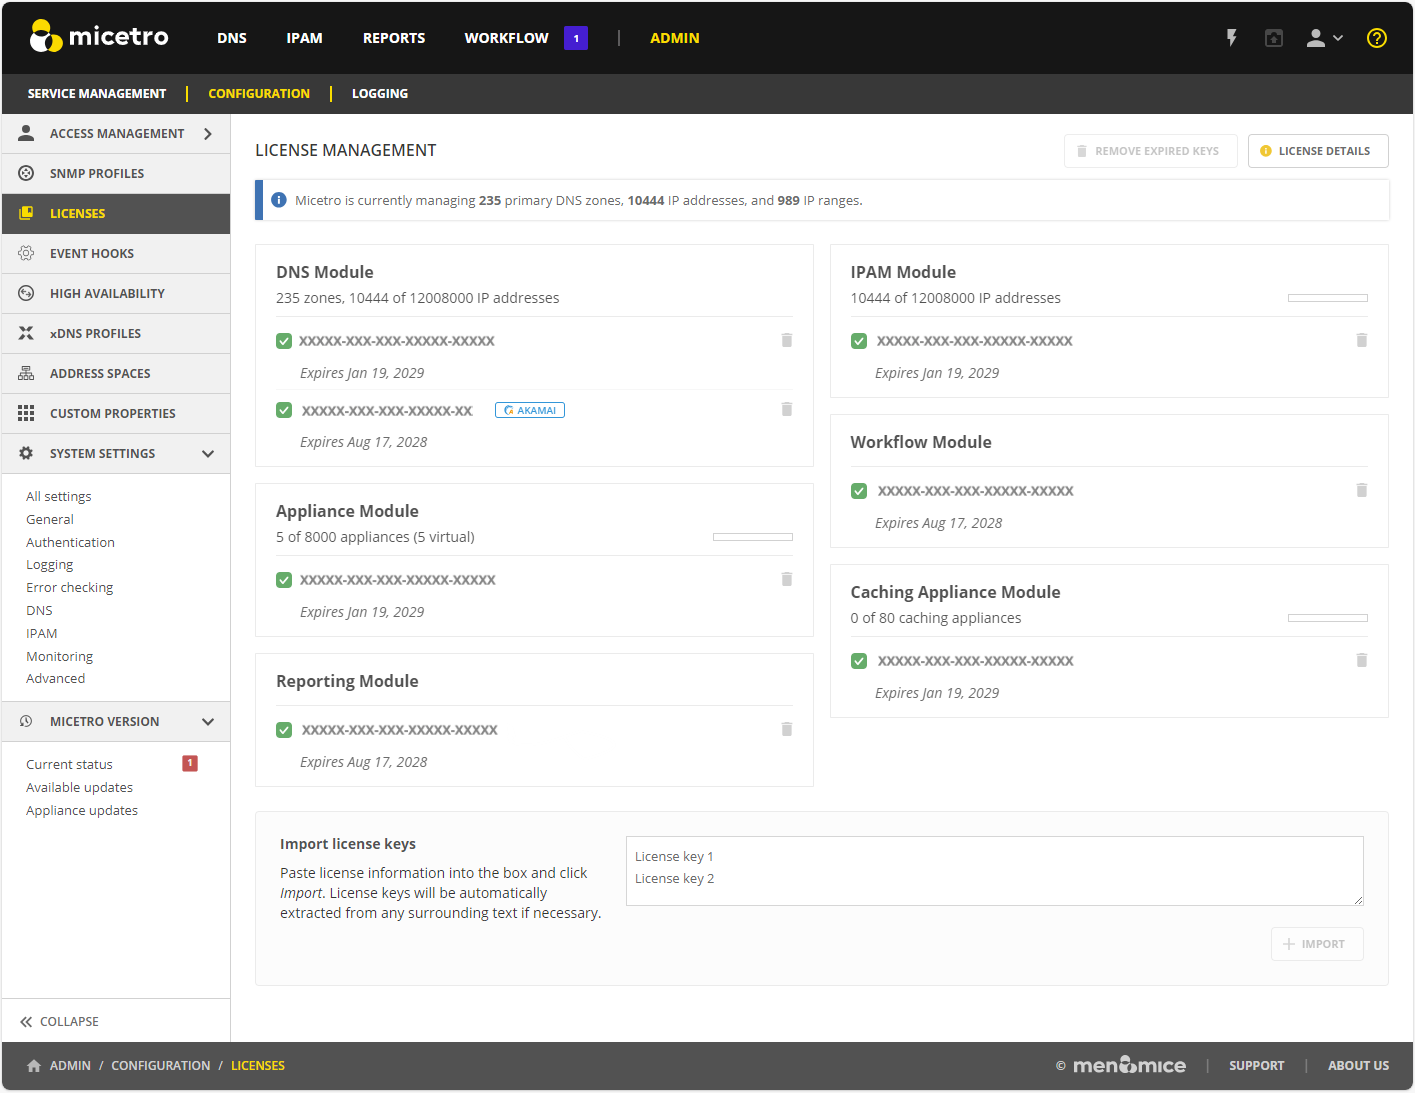 micetro
DNS
IPAM
REPORTS
WORKFLOW
1
ADMIN
SERVICE MANAGEMENT
CONFIGURATION
LOGGING
ACCESS MANAGEMENT
SNMP PROFILES
LICENSES
EVENT HOOKS
HIGH AVAILABILITY
xDNS PROFILES
ADDRESS SPACES
CUSTOM PROPERTIES
SYSTEM SETTINGS
All settings
General
Authentication
Logging
Error checking
DNS
IPAM
Monitoring
Advanced
MICETRO VERSION
Current status 1
Available updates
Appliance updates
COLLAPSE
LICENSE MANAGEMENT
REMOVE EXPIRED KEYS
LICENSE DETAILS
Micetro is currently managing 235 primary DNS zones, 10444 IP addresses, and 989 IP ranges.
DNS Module
235 zones, 10444 of 12008000 IP addresses
XXXXX-XXX-XXX-XXXXX-XXXXX
Expires Jan 19, 2029
XXXXX-XXX-XXX-XXXXX-XX
AKAMAI
Expires Aug 17, 2028
Appliance Module
5 of 8000 appliances (5 virtual)
XXXXX-XXX-XXX-XXXXX-XXXXX
Expires Jan 19, 2029
Reporting Module
XXXXX-XXX-XXX-XXXXX-XXXXX
Expires Aug 17, 2028
IPAM Module
10444 of 12008000 IP addresses
XXXXX-XXX-XXX-XXXXX-XXXXX
Expires Jan 19, 2029
Workflow Module
XXXXX-XXX-XXX-XXXXX-XXXXX
Expires Aug 17, 2028
Caching Appliance Module
0 of 80 caching appliances
XXXXX-XXX-XXX-XXXXX-XXXXX
Expires Jan 19, 2029
Import license keys
Paste license information into the box and click
Import. License keys will be automatically
extracted from any surrounding text if necessary.
License key 1
License key 2
IMPORT
ADMIN / CONFIGURATION / LICENSES
© men&mice
SUPPORT
ABOUT US